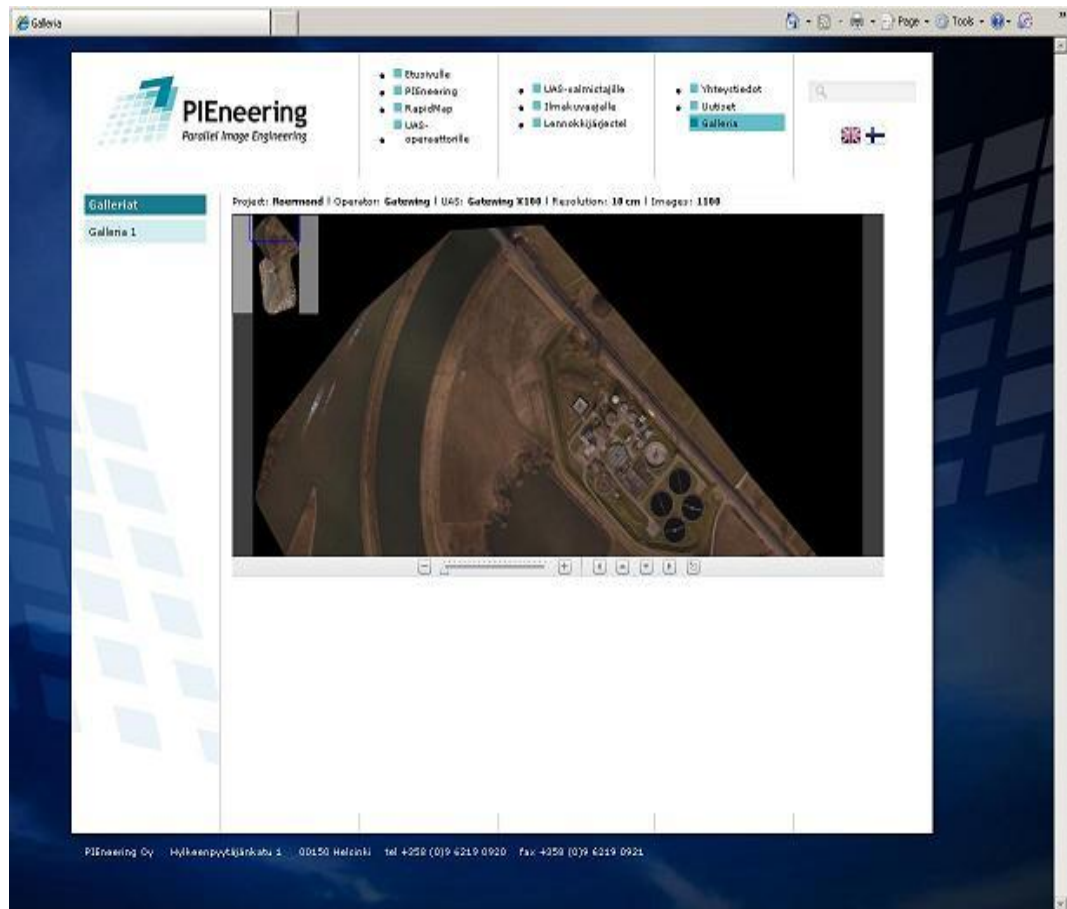 Galleria
Page
Tools
PIEneering
Parallel Image Engineering
Etusivulle
PIEneering
RapidMap
UAS-
operaattorille
UAS-valmistajille
Ilmakuvaajalle
Lennokkijärjestel
Yhteystiedot
Uutiset
Galleria
Galleriat
Galleria 1
Project: Roermond | Operator: Gatewing | UAS: Gatewing X100 | Resolution: 10 cm | Images: 1100
PIEneering Oy Hylkeenpyytäjänkatu 1 00150 Helsinki tel +358 (0)9 6219 0920 fax +358 (0)9 6219 0921